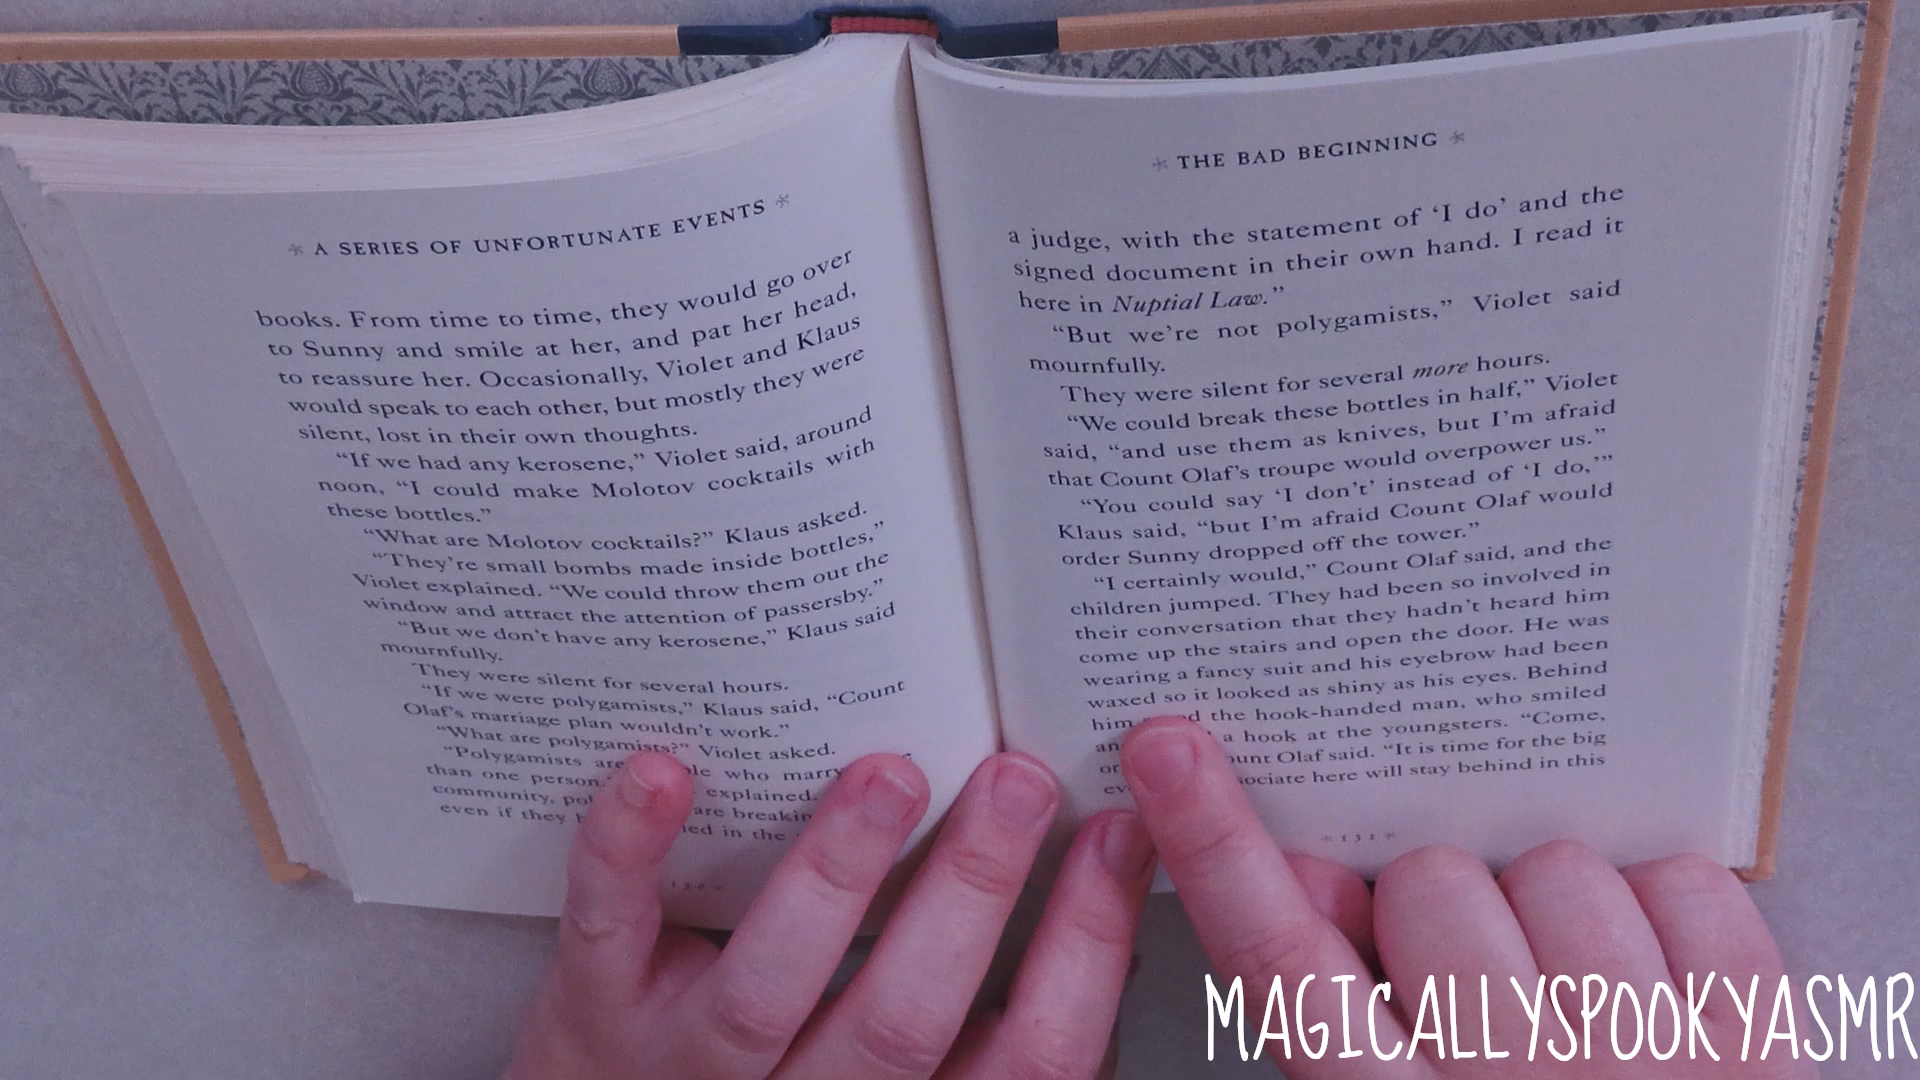 A SERIES OF UNFORTUNATE EVENTS
books. From time to time, they would go over
to Sunny and smile at her, and pat her head,
to reassure her. Occasionally, Violet and Klaus
would speak to each other, but mostly they were
silent, lost in their own thoughts.
“If we had any kerosene,” Violet said, around
noon, “I could make Molotov cocktails with
these bottles.”
“What are Molotov cocktails?” Klaus asked.
“They’re small bombs made inside bottles,”
Violet explained. “We could throw them out the
window and attract the attention of passersby.”
“But we don’t have any kerosene,” Klaus said
mournfully.
They were silent for several hours.
“If we were polygamists,” Klaus said, “Count
Olaf’s marriage plan wouldn’t work.”
“What are polygamists?” Violet asked.
“Polygamists are who marry
than one person explained.
community, are
even if they in the
130
THE BAD BEGINNING
a judge, with the statement of ‘I do’ and the
signed document in their own hand. I read it
here in Nuptial Law.”
“But we’re not polygamists,” Violet said
mournfully.
They were silent for several more hours.
“We could break these bottles in half,” Violet
said, “and use them as knives, but I’m afraid
that Count Olaf’s troupe would overpower us.”
“You could say ‘I don’t’ instead of ‘I do,’”
Klaus said, “but I’m afraid Count Olaf would
order Sunny dropped off the tower.”
“I certainly would,” Count Olaf said, and the
children jumped. They had been so involved in
their conversation that they hadn’t heard him
come up the stairs and open the door. He was
wearing a fancy suit and his eyebrow had been
waxed so it looked as shiny as his eyes. Behind
him the hook-handed man, who smiled
a hook at the youngsters. “Come,
Olaf said. “It is time for the big
here will stay behind in this
131
MAGICALLYSPOOKYASMR